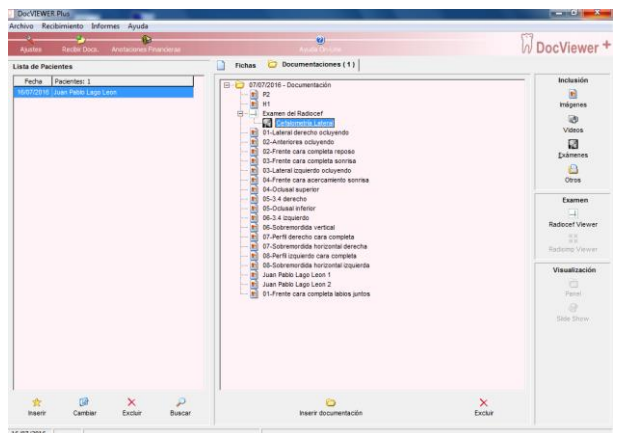 DocVIEWER Plus
Archivo Recibimiento Informes Ayuda
Ajustes Recibir Docs. Anotaciones Financieras Ayuda On-Line
DocViewer +
Lista de Pacientes
Fecha Pacientes: 1
16/07/2016 Juan Pablo Lago Leon
Inserir Cambiar Excluir Buscar
Fichas Documentaciones ( 1 )
07/07/2016 - Documentación
P2
H1
Examen del Radiocef
Cefalometría Lateral
01-Lateral derecho ocluyendo
02-Anteriores ocluyendo
02-Frente cara completa reposo
03-Frente cara completa sonrisa
03-Lateral izquierdo ocluyendo
04-Frente cara acercamiento sonrisa
04-Oclusal superior
05-3.4 derecho
05-Oclusal inferior
06-3.4 izquierdo
06-Sobremordida vertical
07-Perfil derecho cara completa
07-Sobremordida horizontal derecha
08-Perfil izquierdo cara completa
08-Sobremordida horizontal izquierda
Juan Pablo Lago Leon 1
Juan Pablo Lago Leon 2
01-Frente cara completa labios juntos
Inserir documentación Excluir
Inclusión
Imágenes
Vídeos
Exámenes
Otros
Examen
Radiocef Viewer
Radiomp Viewer
Visualización
Panel
Slide Show
16/07/2016